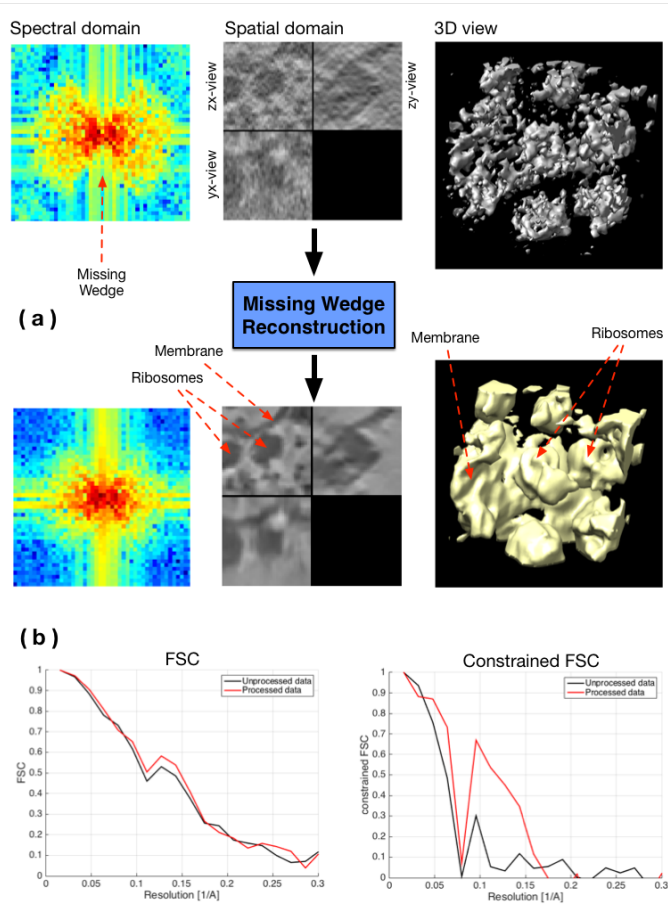 Spectral domain
Spatial domain
3D view
zx-view
zy-view
yx-view
Missing
Wedge
( a )
Missing Wedge
Reconstruction
Membrane
Ribosomes
Membrane
Ribosomes
( b )
FSC
Unprocessed data
Processed data
FSC
1
0.9
0.8
0.7
0.6
0.5
0.4
0.3
0.2
0.1
0
0 0.05 0.1 0.15 0.2 0.25 0.3
Resolution [1/A]
Constrained FSC
Unprocessed data
Processed data
constrained FSC
1
0.9
0.8
0.7
0.6
0.5
0.4
0.3
0.2
0.1
0
0 0.05 0.1 0.15 0.2 0.25 0.3
Resolution [1/A]